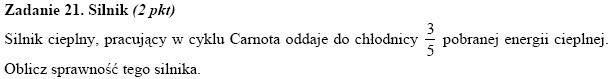 Zadanie 21. Silnik (2 pkt)
Silnik cieplny, pracujący w cyklu Carnota oddaje do chłodnicy 3/5 pobranej energii cieplnej.
Oblicz sprawność tego silnika.